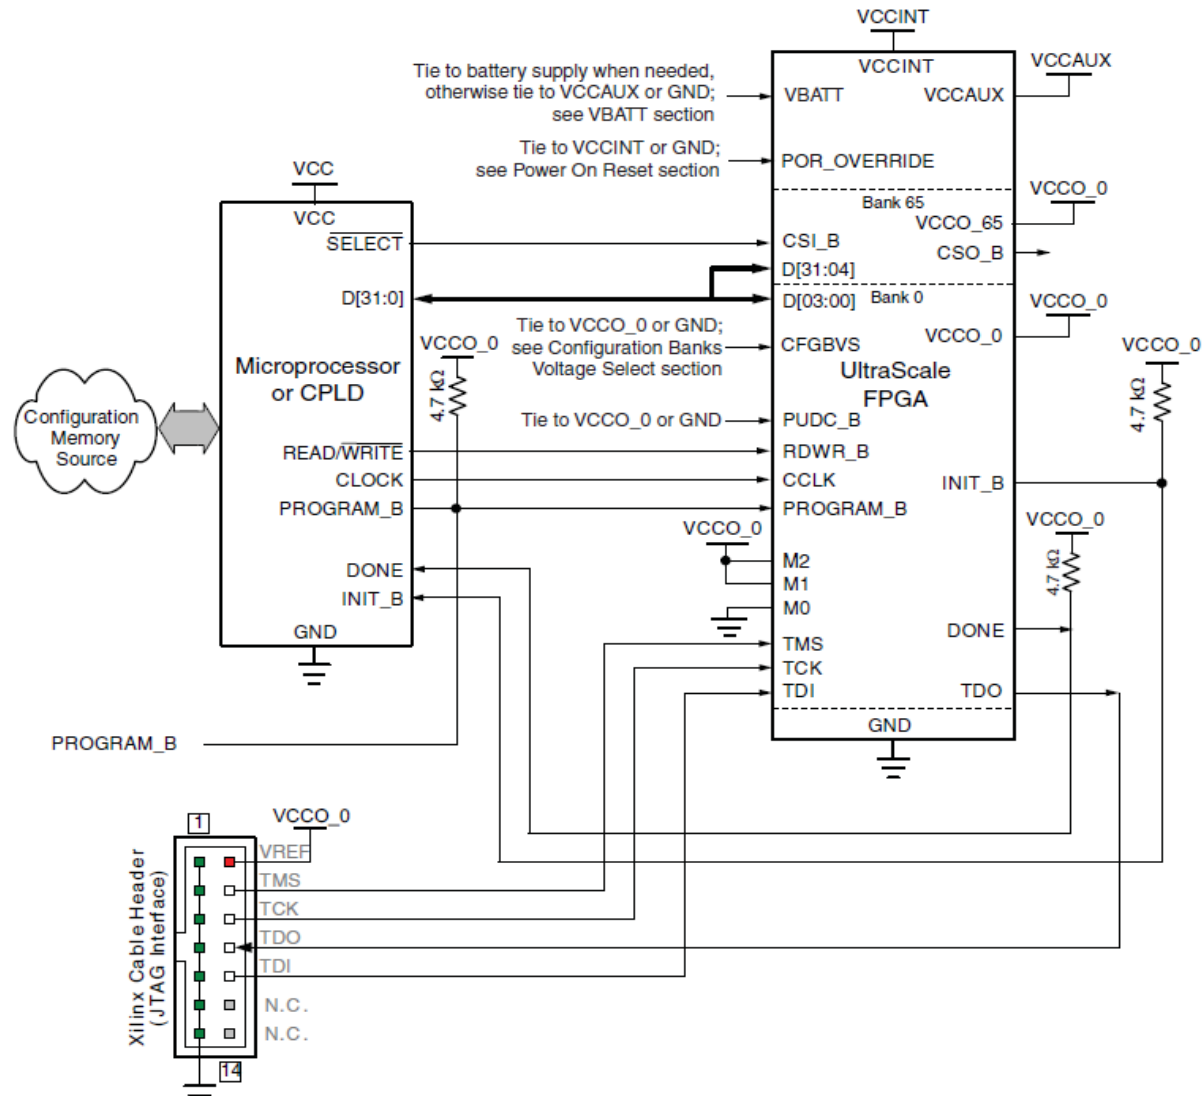 VCCINT
VCCINT
VCCAUX
Tie to battery supply when needed,
otherwise tie to VCCAUX or GND;
see VBATT section
VBATT
VCCAUX
Tie to VCCINT or GND;
see Power On Reset section
POR_OVERRIDE
VCC
VCC
Bank 65
VCCO_0
VCCO_65
SELECT
CSI_B
CSO_B
D[31:04]
D[31:0]
D[03:00]
Bank 0
VCCO_0
Tie to VCCO_0 or GND;
see Configuration Banks
Voltage Select section
CFGBVS
VCCO_0
VCCO_0
VCCO_0
Microprocessor
or CPLD
UltraScale
FPGA
4.7 kΩ
4.7 kΩ
Configuration
Memory
Source
Tie to VCCO_0 or GND
PUDC_B
READ/WRITE
RDWR_B
CLOCK
CCLK
INIT_B
PROGRAM_B
PROGRAM_B
VCCO_0
VCCO_0
M2
M1
M0
4.7 kΩ
DONE
INIT_B
GND
DONE
TMS
TCK
TDI
TDO
GND
PROGRAM_B
VCCO_0
1
VREF
TMS
TCK
TDO
TDI
N.C.
N.C.
14
Xilinx Cable Header
(JTAG Interface)